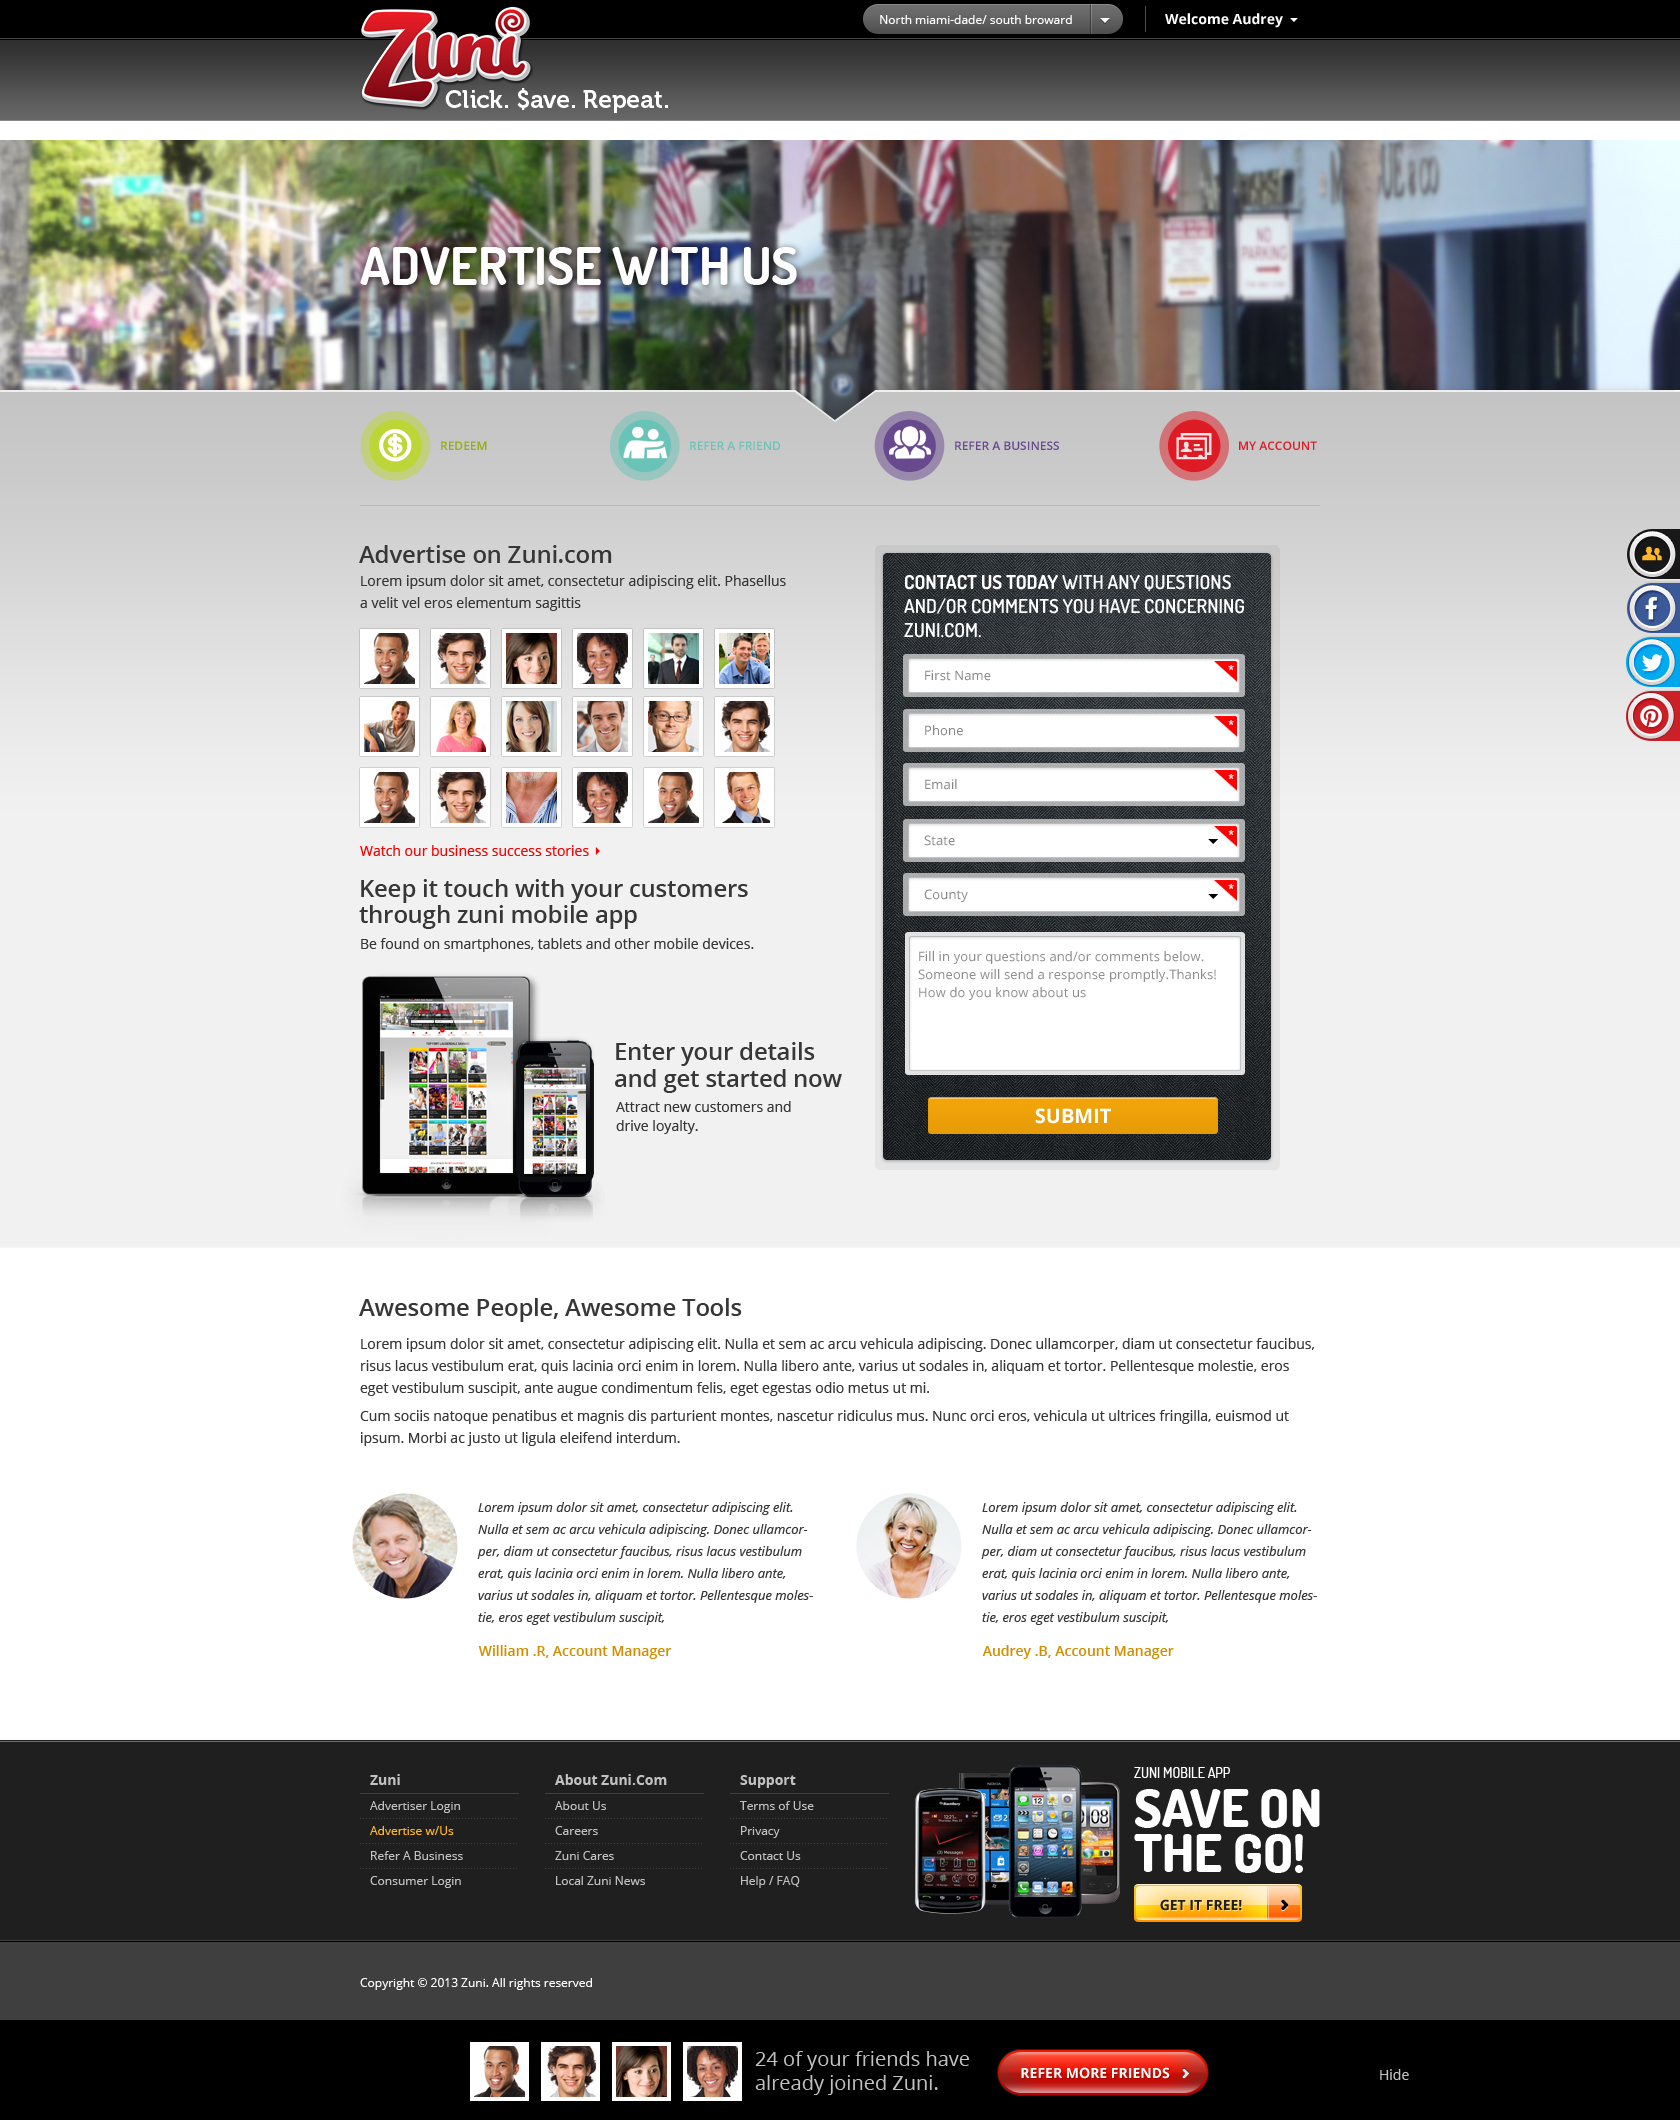 Zuni
Click. $ave. Repeat.
North miami-dade/ south broward
Welcome Audrey
NO
PARKING
ADVERTISE WITH US
REDEEM
REFER A FRIEND
REFER A BUSINESS
MY ACCOUNT
Advertise on Zuni.com
Lorem ipsum dolor sit amet, consectetur adipiscing elit. Phasellus
a velit vel eros elementum sagittis
Watch our business success stories
Keep it touch with your customers
through zuni mobile app
Be found on smartphones, tablets and other mobile devices.
Enter your details
and get started now
Attract new customers and
drive loyalty.
CONTACT US TODAY WITH ANY QUESTIONS
AND/OR COMMENTS YOU HAVE CONCERNING
ZUNI.COM.
First Name *
Phone *
Email *
State *
County *
Fill in your questions and/or comments below.
Someone will send a response promptly.Thanks!
How do you know about us
SUBMIT
Awesome People, Awesome Tools
Lorem ipsum dolor sit amet, consectetur adipiscing elit. Nulla et sem ac arcu vehicula adipiscing. Donec ullamcorper, diam ut consectetur faucibus,
risus lacus vestibulum erat, quis lacinia orci enim in lorem. Nulla libero ante, varius ut sodales in, aliquam et tortor. Pellentesque molestie, eros
eget vestibulum suscipit, ante augue condimentum felis, eget egestas odio metus ut mi.
Cum sociis natoque penatibus et magnis dis parturient montes, nascetur ridiculus mus. Nunc orci eros, vehicula ut ultrices fringilla, euismod ut
ipsum. Morbi ac justo ut ligula eleifend interdum.
Lorem ipsum dolor sit amet, consectetur adipiscing elit.
Nulla et sem ac arcu vehicula adipiscing. Donec ullamcor-
per, diam ut consectetur faucibus, risus lacus vestibulum
erat, quis lacinia orci enim in lorem. Nulla libero ante,
varius ut sodales in, aliquam et tortor. Pellentesque moles-
tie, eros eget vestibulum suscipit,
William .R, Account Manager
Lorem ipsum dolor sit amet, consectetur adipiscing elit.
Nulla et sem ac arcu vehicula adipiscing. Donec ullamcor-
per, diam ut consectetur faucibus, risus lacus vestibulum
erat, quis lacinia orci enim in lorem. Nulla libero ante,
varius ut sodales in, aliquam et tortor. Pellentesque moles-
tie, eros eget vestibulum suscipit,
Audrey .B, Account Manager
Zuni
Advertiser Login
Advertise w/Us
Refer A Business
Consumer Login
About Zuni.Com
About Us
Careers
Zuni Cares
Local Zuni News
Support
Terms of Use
Privacy
Contact Us
Help / FAQ
ZUNI MOBILE APP
SAVE ON
THE GO!
GET IT FREE!
Copyright © 2013 Zuni. All rights reserved
24 of your friends have
already joined Zuni.
REFER MORE FRIENDS
Hide